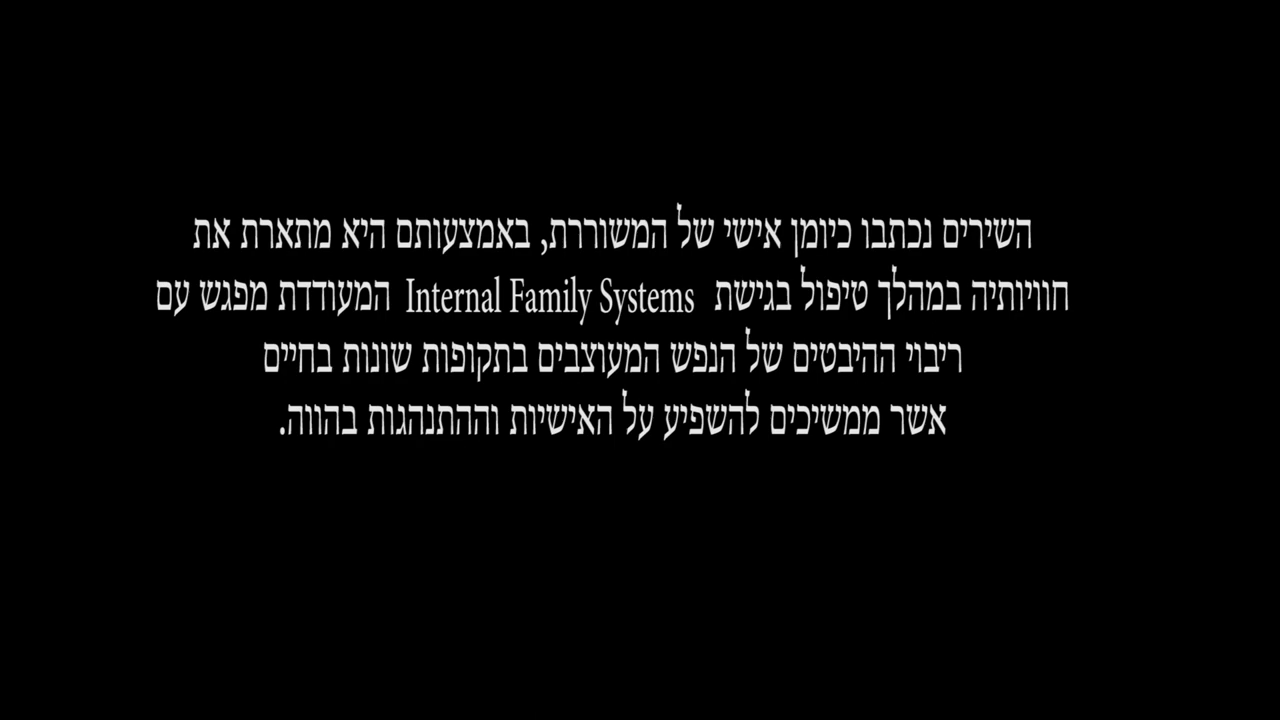 השירים נכתבו כיומן אישי של המשוררת, באמצעותם היא מתארת את
חוויותיה במהלך טיפול בגישת Internal Family Systems המעודדת מפגש עם
ריבוי ההיבטים של הנפש המעוצבים בתקופות שונות בחיים
אשר ממשיכים להשפיע על האישיות וההתנהגות בהווה.